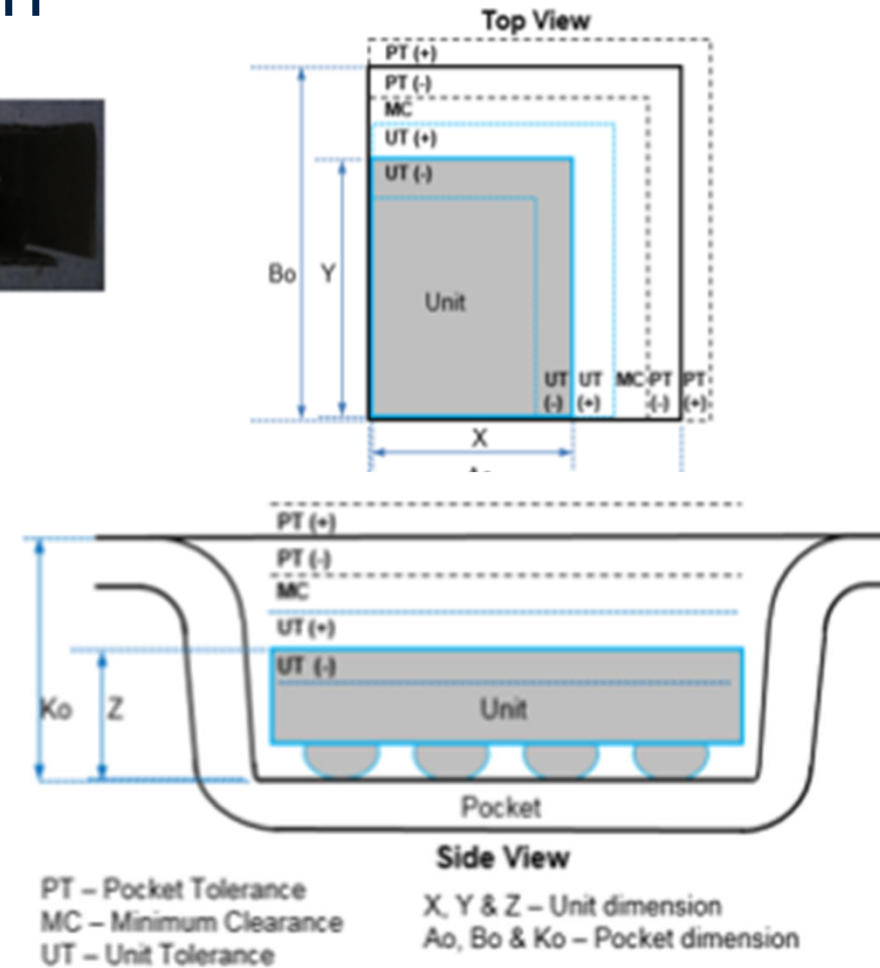 Top View
PT (+)
PT (-)
MC
UT (+)
UT (-)
Bo
Y
Unit
UT UT MC PT PT
(-) (+) (-) (+)
X
PT (+)
PT (-)
MC
UT (+)
UT (-)
Ko
Z
Unit
Pocket
Side View
PT – Pocket Tolerance
MC – Minimum Clearance
UT – Unit Tolerance
X, Y & Z – Unit dimension
Ao, Bo & Ko – Pocket dimension